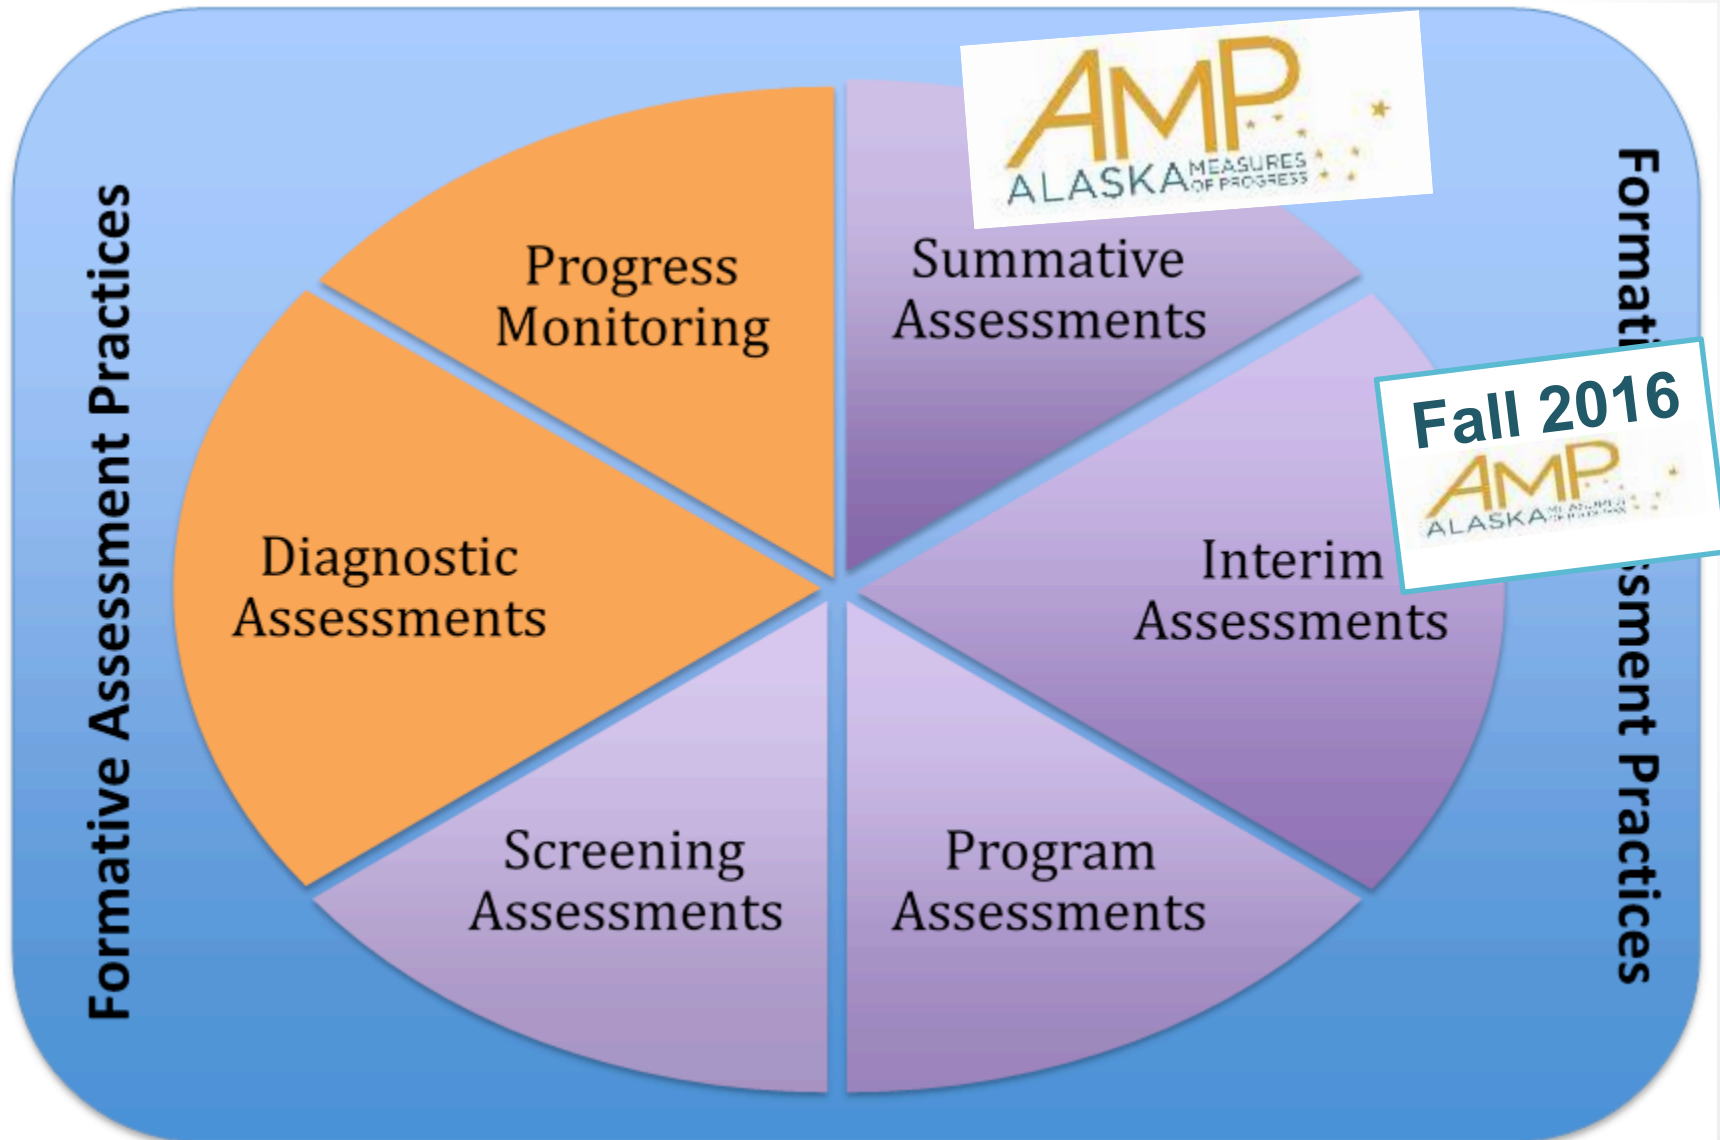 AMP
ALASKA MEASURES
OF PROGRESS
Formative Assessment Practices
Progress
Monitoring
Summative
Assessments
Fall 2016
AMP
ALASKA
Diagnostic
Assessments
Interim
Assessments
Screening
Assessments
Program
Assessments
Formati
ssment Practices